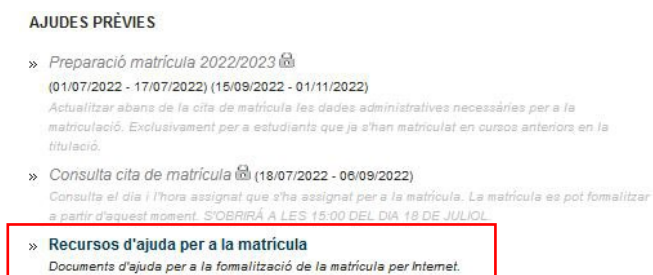 AJUDES PRÈVIES
» Preparació matrícula 2022/2023
(01/07/2022 - 17/07/2022) (15/09/2022 - 01/11/2022)
Actualitzar abans de la cita de matrícula les dades administratives necessàries per a la
matriculació. Exclusivament per a estudiants que ja s'han matriculat en cursos anteriors en la
titulació.
» Consulta cita de matrícula (18/07/2022 - 06/09/2022)
Consulta el dia i l'hora assignat que s'ha assignat per a la matrícula. La matrícula es pot formalitzar
a partir d'aquest moment. S'OBRIRÁ A LES 15:00 DEL DIA 18 DE JULIOL.
» Recursos d'ajuda per a la matrícula
Documents d'ajuda per a la formalització de la matrícula per Internet.